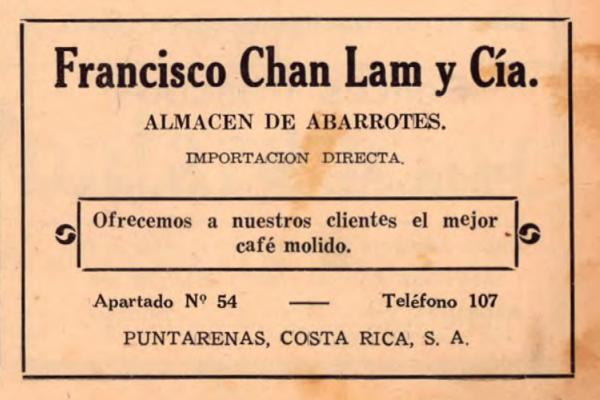 Francisco Chan Lam y Cía.
ALMACEN DE ABARROTES.
IMPORTACION DIRECTA.
Ofrecemos a nuestros clientes el mejor
café molido.
Apartado Nº 54 — Teléfono 107
PUNTARENAS, COSTA RICA, S. A.